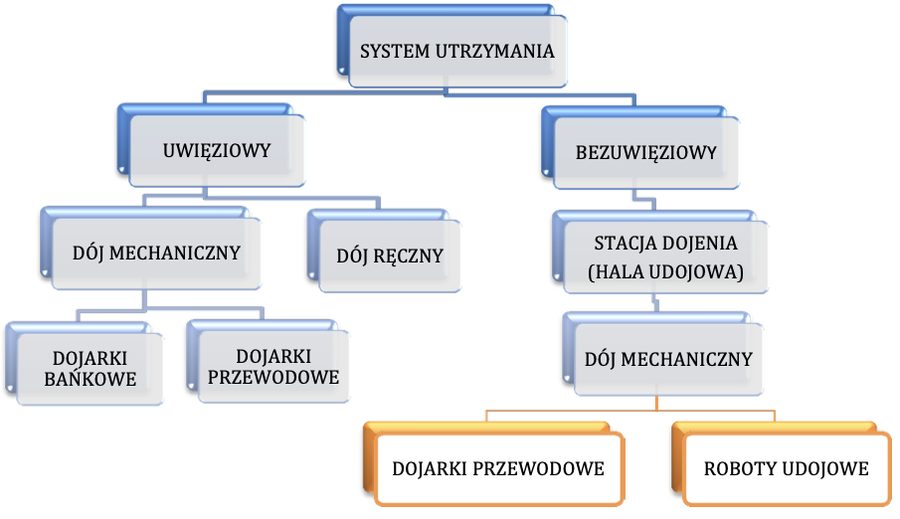 SYSTEM UTRZYMANIA
UWIĘZIOWY
BEZUWIĘZIOWY
DÓJ MECHANICZNY
DÓJ RĘCZNY
STACJA DOJENIA
(HALA UDOJOWA)
DOJARKI
BAŃKOWE
DOJARKI
PRZEWODOWE
DÓJ MECHANICZNY
DOJARKI PRZEWODOWE
ROBOTY UDOJOWE